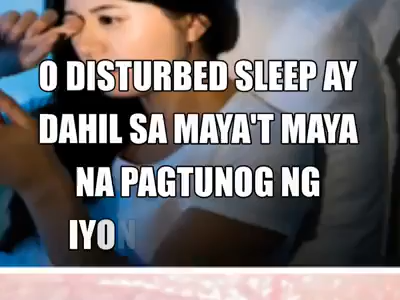 O DISTURBED SLEEP AY
DAHIL SA MAYA'T MAYA
NA PAGTUNOG NG
IYON